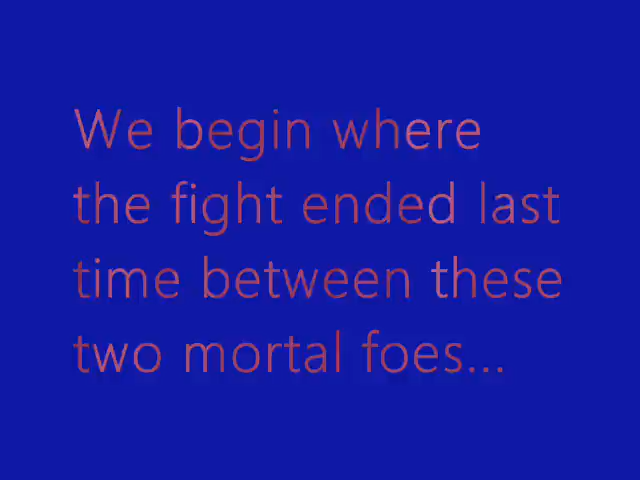 We begin where
the fight ended last
time between these
two mortal foes...